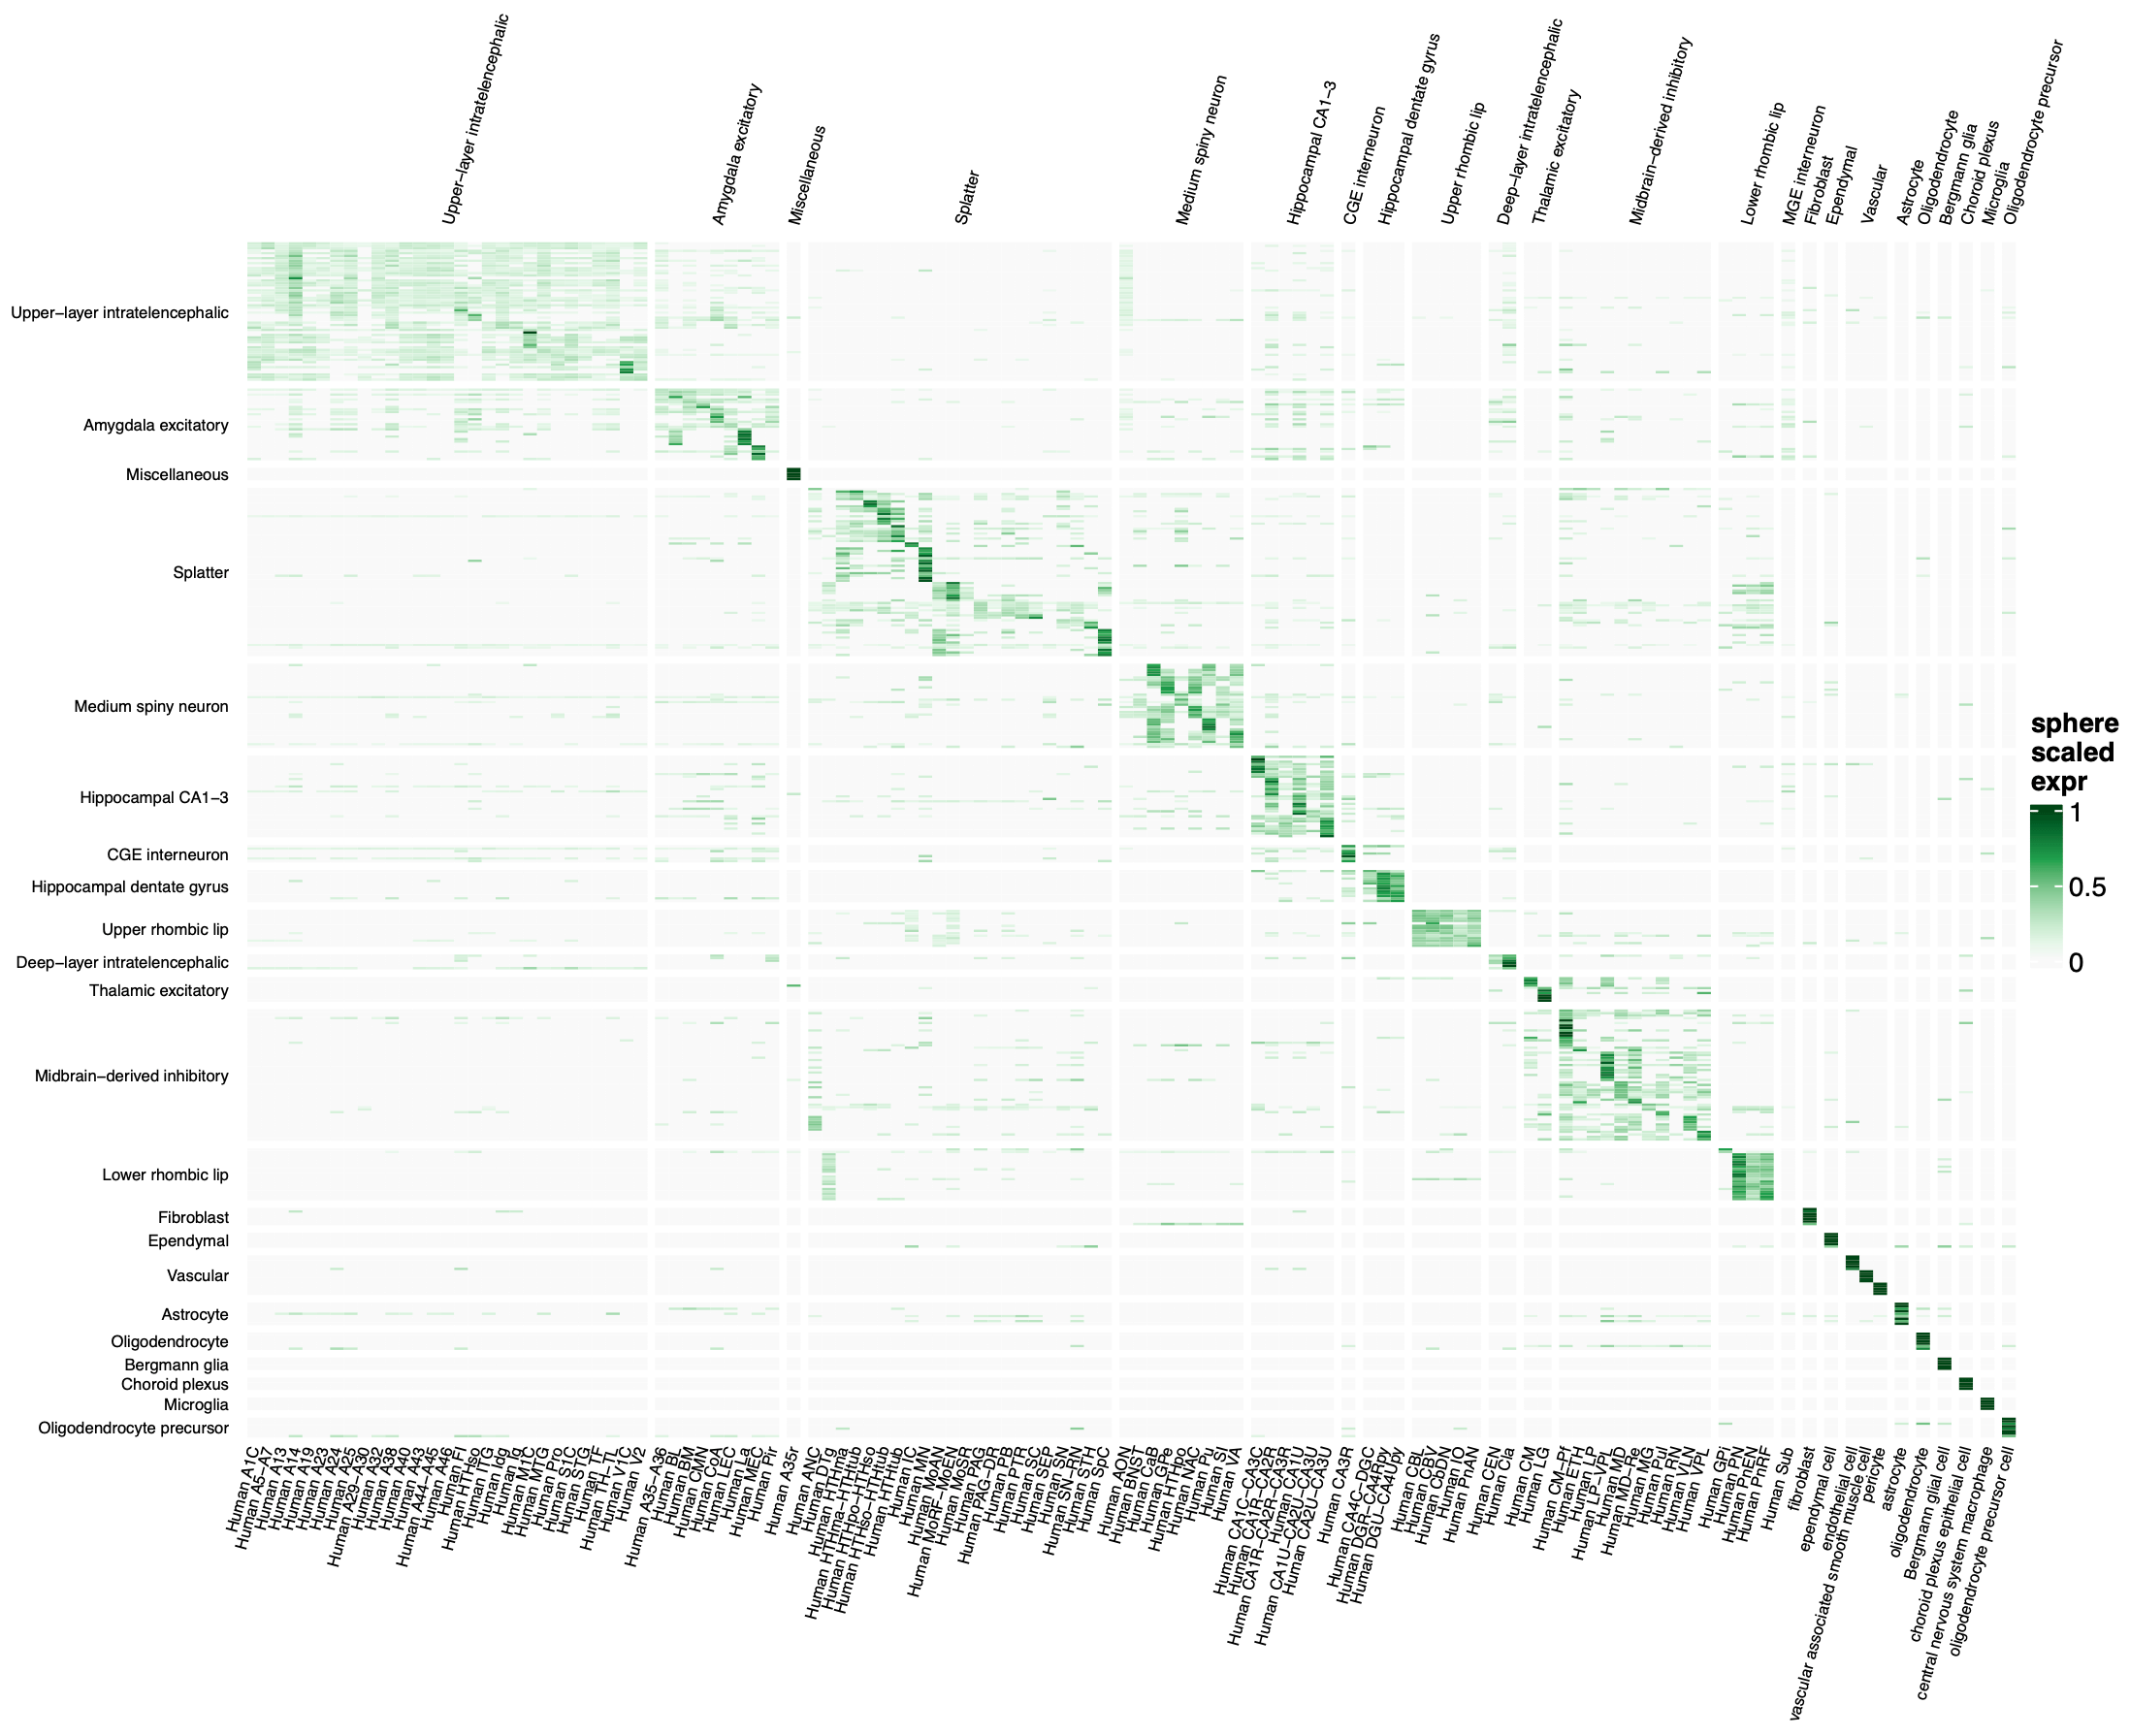 Upper−layer intratelencephalic
Amygdala excitatory
Miscellaneous
Splatter
Medium spiny neuron
Hippocampal CA1−3
CGE interneuron
Hippocampal dentate gyrus
Upper rhombic lip
Deep−layer intratelencephalic
Thalamic excitatory
Midbrain−derived inhibitory
Lower rhombic lip
MGE interneuron
Fibroblast
Ependymal
Vascular
Astrocyte
Oligodendrocyte
Bergmann glia
Choroid plexus
Microglia
Oligodendrocyte precursor
Upper−layer intratelencephalic
Amygdala excitatory
Miscellaneous
Splatter
Medium spiny neuron
Hippocampal CA1−3
CGE interneuron
Hippocampal dentate gyrus
Upper rhombic lip
Deep−layer intratelencephalic
Thalamic excitatory
Midbrain−derived inhibitory
Lower rhombic lip
Fibroblast
Ependymal
Vascular
Astrocyte
Oligodendrocyte
Bergmann glia
Choroid plexus
Microglia
Oligodendrocyte precursor
sphere
scaled
expr
1
0.5
0
Human A1C
Human A5−A7
Human A13
Human A14
Human A19
Human A23
Human A24
Human A25
Human A29−A30
Human A32
Human A38
Human A40
Human A43
Human A44−A45
Human A46
Human FI
Human HTHso
Human ITG
Human Idg
Human Ig
Human M1C
Human MTG
Human Pro
Human S1C
Human STG
Human TF
Human TH−TL
Human V1C
Human V2
Human A35−A36
Human BL
Human BM
Human CMN
Human CoA
Human LEC
Human La
Human MEC
Human Pir
Human A35r
Human ANC
Human DTg
Human HTHma
Human HTHma−HTHtub
Human HTHpo−HTHso
Human HTHso−HTHtub
Human HTHtub
Human IC
Human MN
Human MoAN
Human MoRF−MoEN
Human MoSR
Human PAG
Human PAG−DR
Human PB
Human PTR
Human SC
Human SEP
Human SN
Human SN−RN
Human STH
Human SpC
Human AON
Human BNST
Human CaB
Human GPe
Human HTHpo
Human NAC
Human Pu
Human SI
Human VA
Human CA1C−CA3C
Human CA1R−CA2R
Human CA1R−CA2R−CA3R
Human CA1U
Human CA1U−CA2U−CA3U
Human CA2U−CA3U
Human CA3R
Human CA4C−DGC
Human DGR−CA4Rpy
Human DGU−CA4Upy
Human CBL
Human CBV
Human CbDN
Human IO
Human PnAN
Human CEN
Human Cla
Human CM
Human LG
Human CM−Pf
Human ETH
Human LP
Human LP−VPL
Human MD
Human MD−Re
Human MG
Human Pul
Human RN
Human VLN
Human VPL
Human GPi
Human PN
Human PnEN
Human PnRF
Human Sub
fibroblast
ependymal cell
endothelial cell
vascular associated smooth muscle cell
pericyte
astrocyte
oligodendrocyte
Bergmann glial cell
choroid plexus epithelial cell
central nervous system macrophage
oligodendrocyte precursor cell